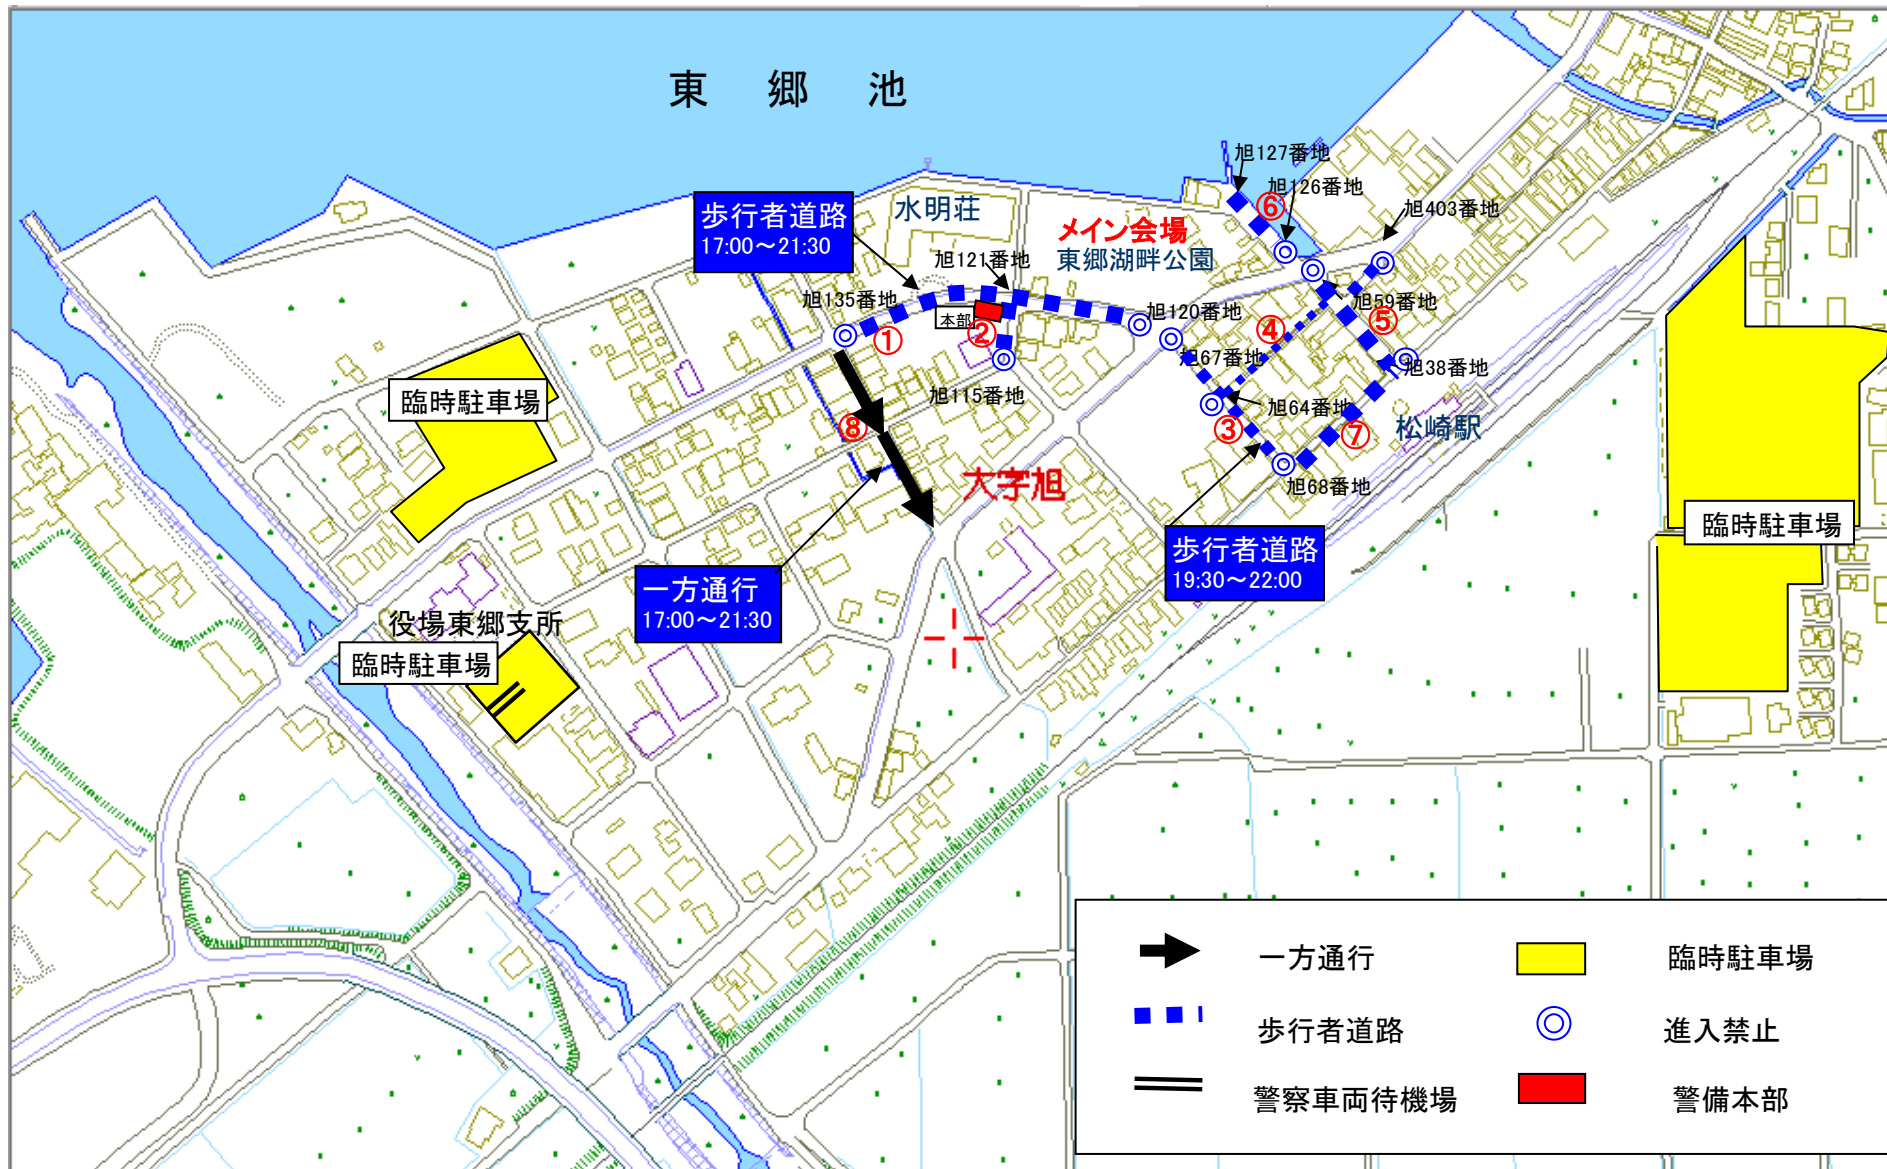 東 郷 池
旭127番地
⑥
旭126番地
旭403番地
歩行者道路
17:00～21:30
水明荘
メイン会場
東郷湖畔公園
旭121番地
旭135番地
本部
①
②
旭120番地
④
旭59番地
⑤
旭67番地
旭38番地
旭115番地
旭64番地
臨時駐車場
⑧
③
⑦
松崎駅
旭68番地
大字旭
臨時駐車場
歩行者道路
19:30～22:00
一方通行
17:00～21:30
役場東郷支所
臨時駐車場
一方通行
臨時駐車場
歩行者道路
進入禁止
警察車両待機場
警備本部